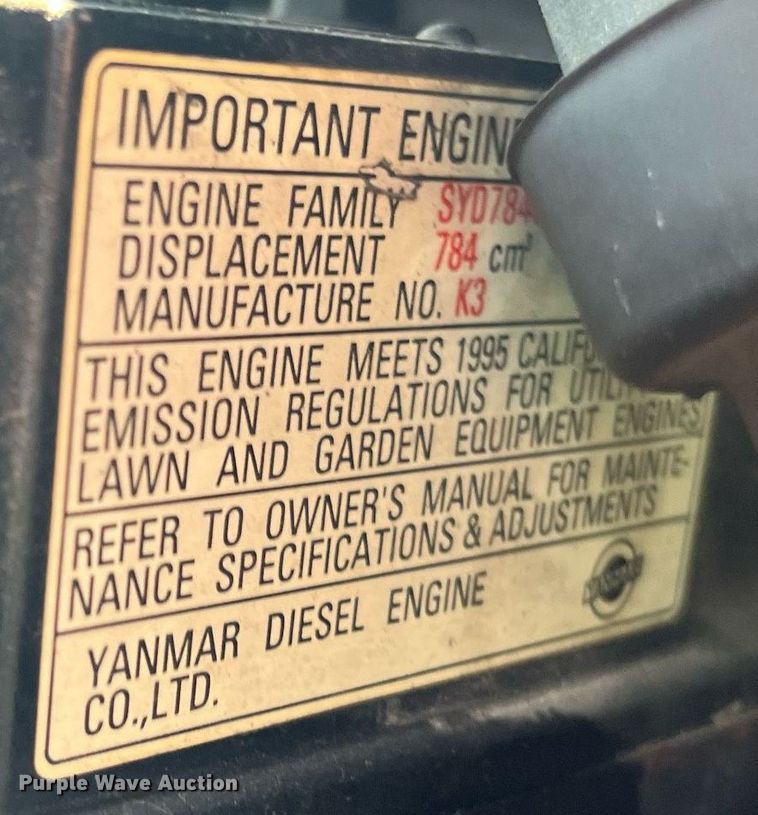 IMPORTANT ENGIN
ENGINE FAMILY SYD784
DISPLACEMENT 784 cm³
MANUFACTURE NO. K3
THIS ENGINE MEETS 1995 CALIFO
EMISSION REGULATIONS FOR UTILI
LAWN AND GARDEN EQUIPMENT ENGINES
REFER TO OWNER'S MANUAL FOR MAINTE-
NANCE SPECIFICATIONS & ADJUSTMENTS
YANMAR DIESEL ENGINE
CO.,LTD.
Purple Wave Auction